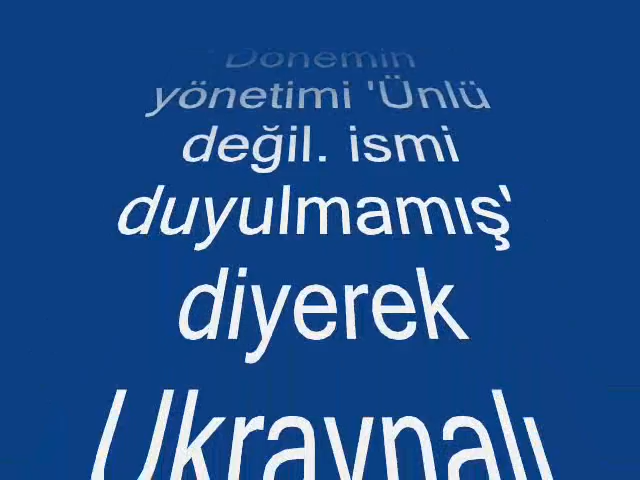 ' Dönemin
yönetimi 'Ünlü
değil. ismi
duyulmamış'
diyerek
Ukraynalı